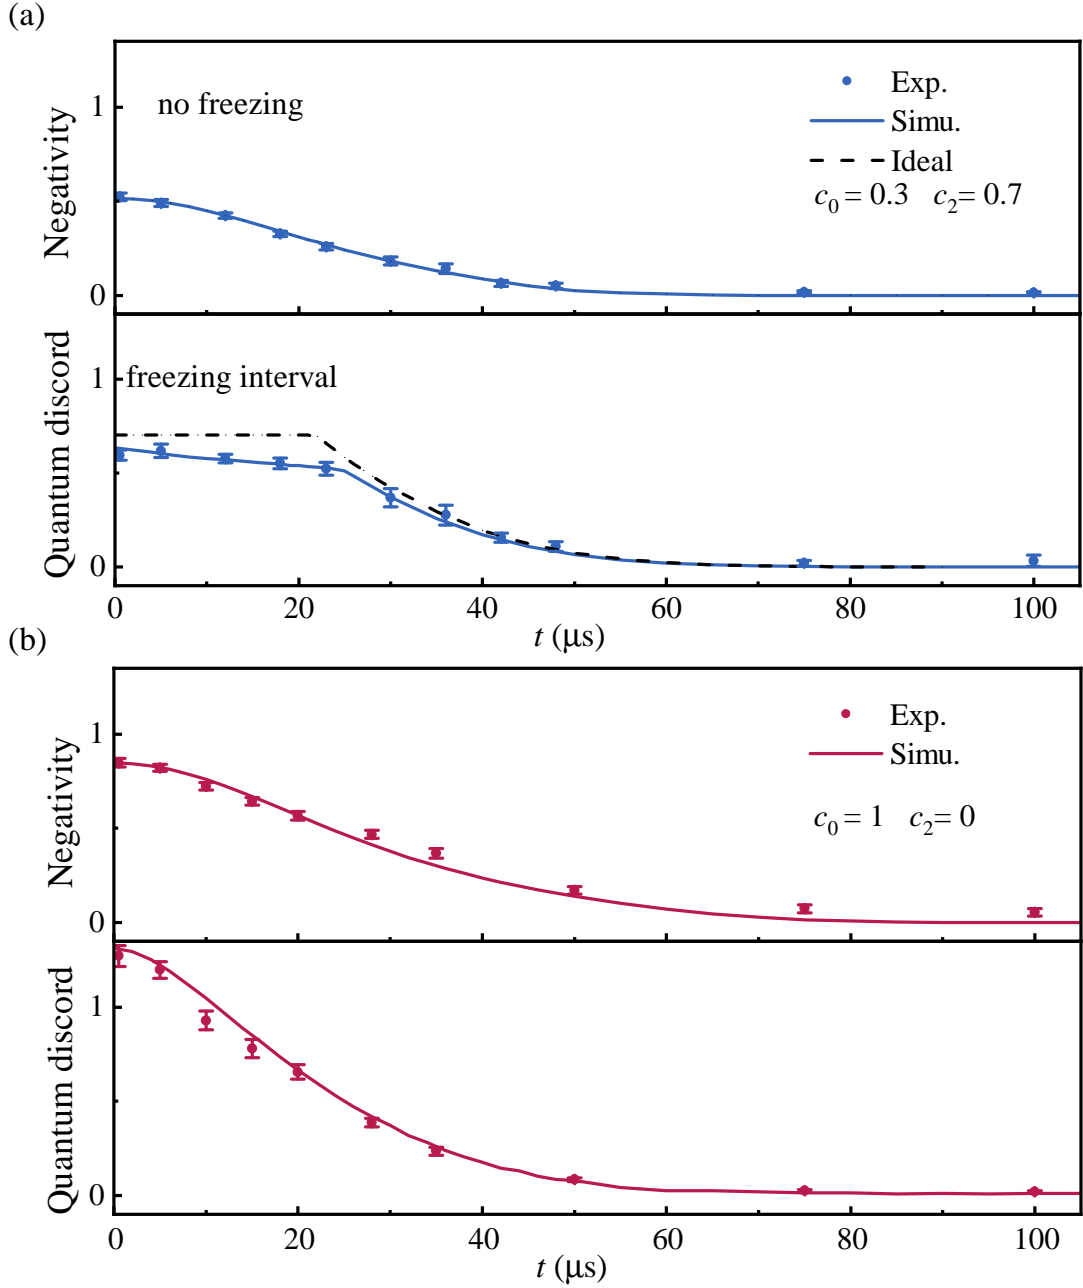 (a)
no freezing
Exp.
Simu.
Ideal
c0 = 0.3 c2= 0.7
Negativity
1
0
freezing interval
Quantum discord
1
0
0 20 40 60 80 100
t (μs)
(b)
Exp.
Simu.
c0 = 1 c2= 0
Negativity
1
0
Quantum discord
1
0
0 20 40 60 80 100
t (μs)